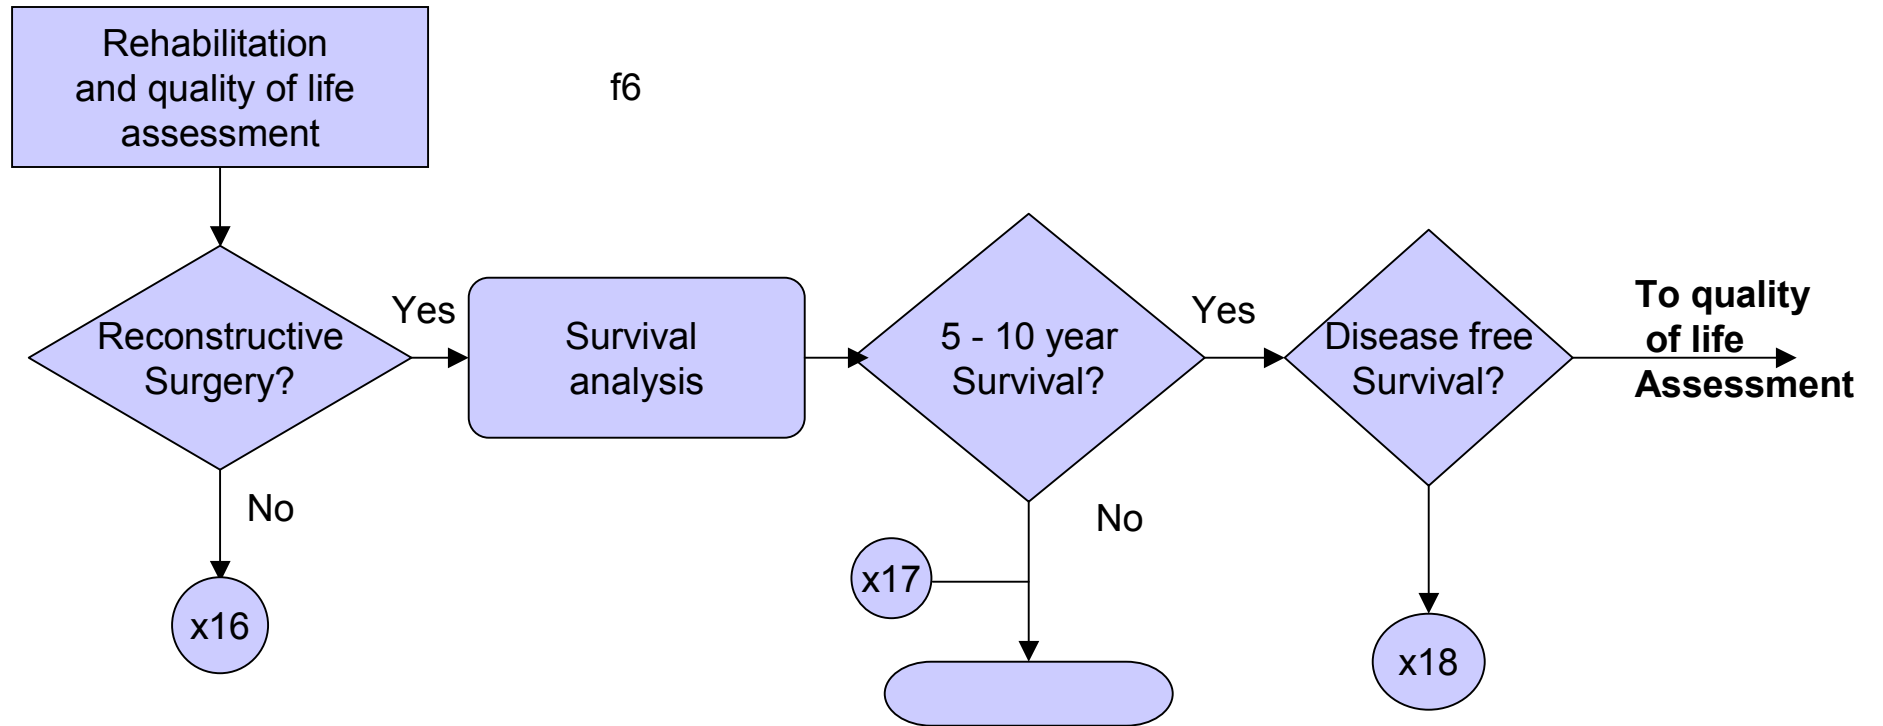 Rehabilitation
and quality of life
assessment
f6
Reconstructive
Surgery?
Yes
No
x16
Survival
analysis
5 - 10 year
Survival?
Yes
No
x17
Disease free
Survival?
x18
To quality
of life
Assessment